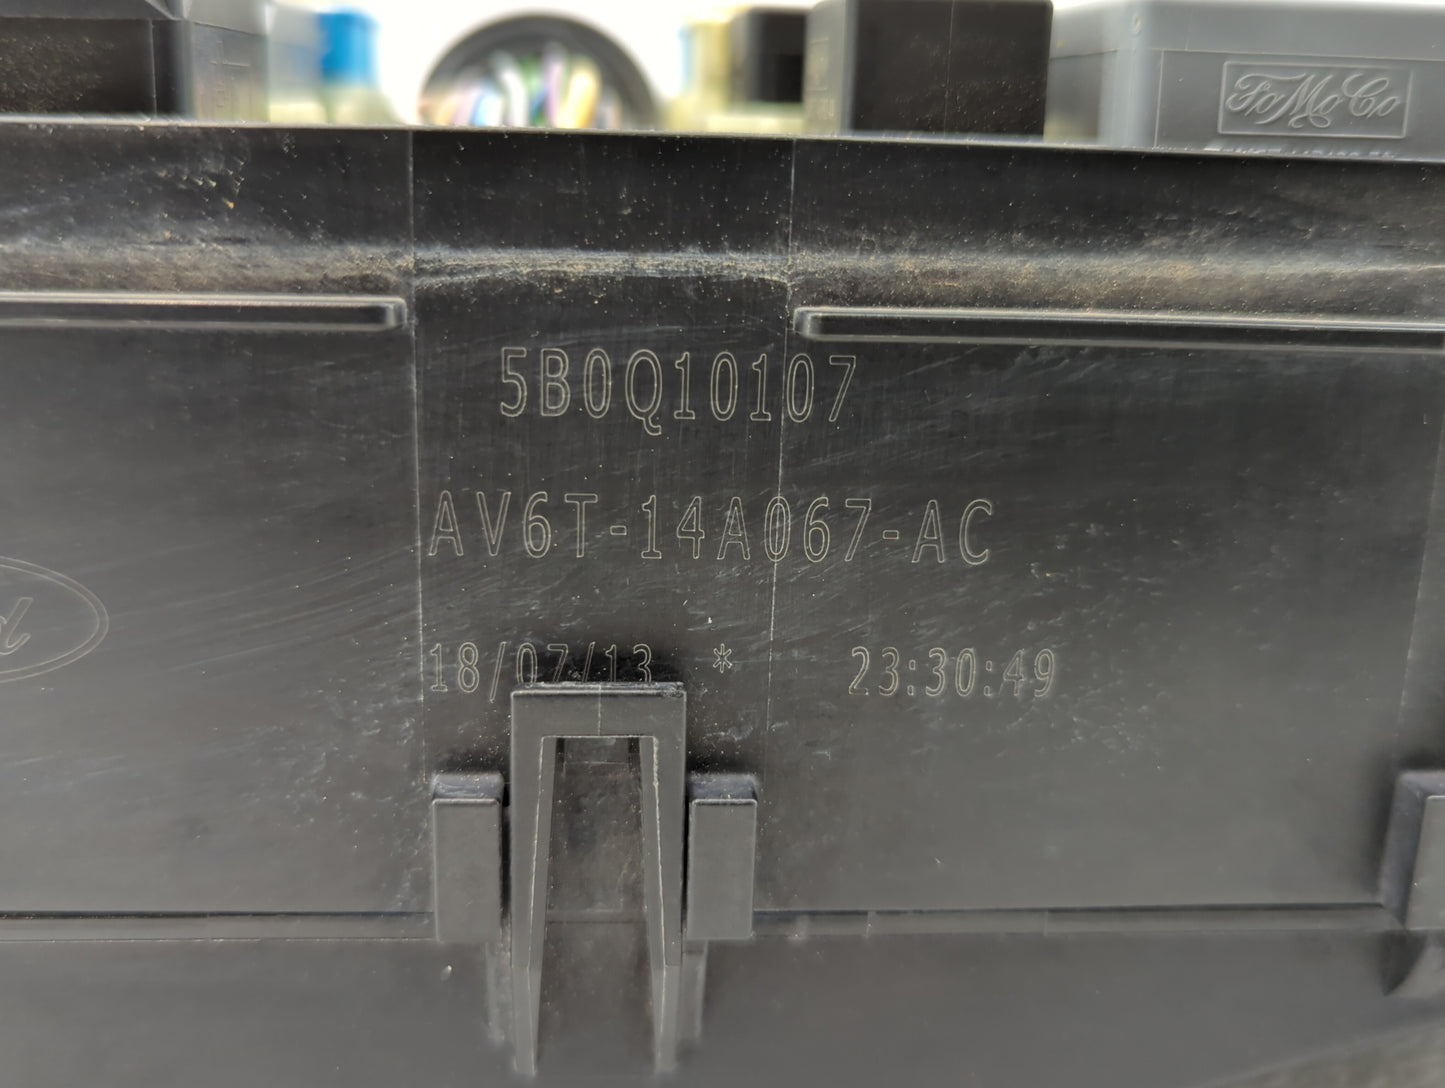 FoMoCo
5B0Q10107
AV6T-14A067-AC
18/07/13 * 23:30:49